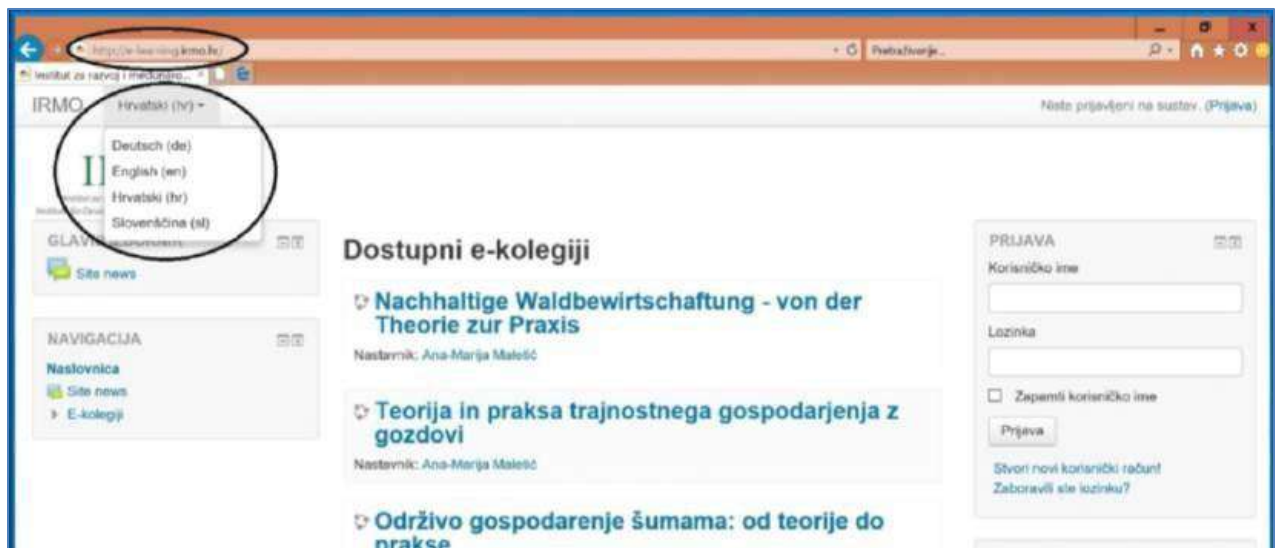 http://e-learning.irmo.hr/
Pretraživanje...
Institut za razvoj i međunaro...
IRMO Hrvatski (hr)
Niste prijavljeni na sustav. (Prijava)
Deutsch (de)
English (en)
Hrvatski (hr)
Slovenščina (sl)
Site news
NAVIGACIJA
Naslovnica
Site news
E-kolegiji
Dostupni e-kolegiji
Nachhaltige Waldbewirtschaftung - von der
Theorie zur Praxis
Nastavnik: Ana-Marija Maletić
Teorija in praksa trajnostnega gospodarjenja z
gozdovi
Nastavnik: Ana-Marija Maletić
Održivo gospodarenje šumama: od teorije do
prakse
PRIJAVA
Korisničko ime
Lozinka
Zapamti korisničko ime
Prijava
Stvori novi korisnički račun!
Zaboravili ste lozinku?